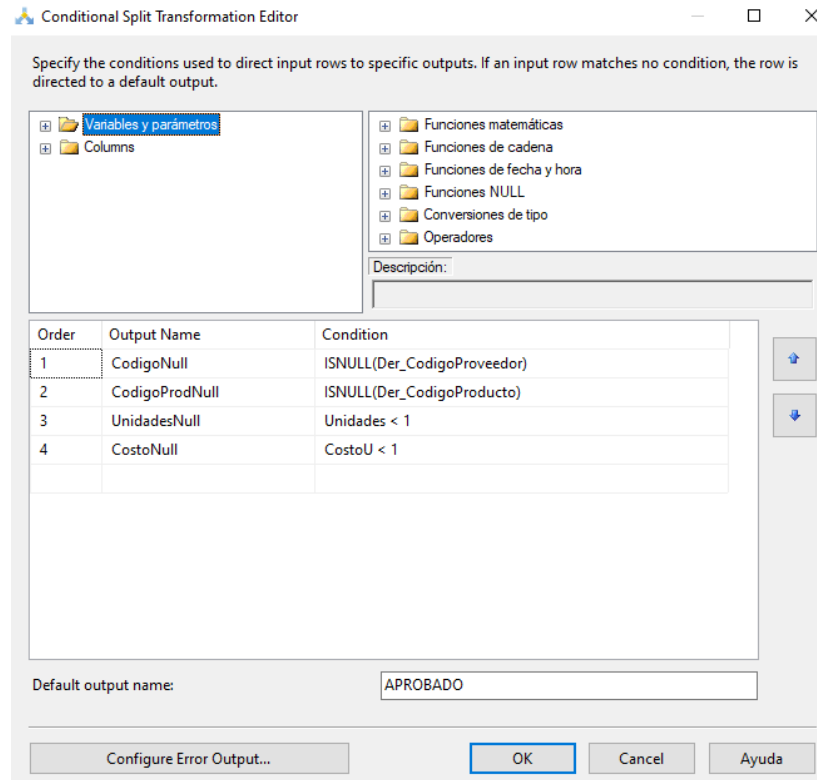 Conditional Split Transformation Editor
Specify the conditions used to direct input rows to specific outputs. If an input row matches no condition, the row is
directed to a default output.
Variables y parámetros
Columns
Funciones matemáticas
Funciones de cadena
Funciones de fecha y hora
Funciones NULL
Conversiones de tipo
Operadores
Descripción:
Order Output Name Condition
1 CodigoNull ISNULL(Der_CodigoProveedor)
2 CodigoProdNull ISNULL(Der_CodigoProducto)
3 UnidadesNull Unidades < 1
4 CostoNull CostoU < 1
Default output name: APROBADO
Configure Error Output... OK Cancel Ayuda